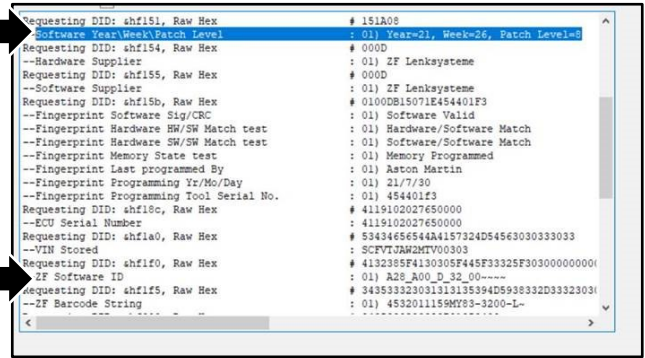 Requesting DID: &hf151, Raw Hex # 151A08
--Software Year\Week\Patch Level : 01) Year=21, Week=26, Patch Level=8
Requesting DID: &hf154, Raw Hex # 000D
--Hardware Supplier : 01) ZF Lenksysteme
Requesting DID: &hf155, Raw Hex # 000D
--Software Supplier : 01) ZF Lenksysteme
Requesting DID: &hf15b, Raw Hex # 0100DB15071E454401F3
--Fingerprint Software Sig/CRC : 01) Software Valid
--Fingerprint Hardware HW/SW Match test : 01) Hardware/Software Match
--Fingerprint Hardware SW/SW Match test : 01) Software/Software Match
--Fingerprint Memory State test : 01) Memory Programmed
--Fingerprint Last programmed By : 01) Aston Martin
--Fingerprint Programming Yr/Mo/Day : 01) 21/7/30
--Fingerprint Programming Tool Serial No. : 01) 454401f3
Requesting DID: &hf18c, Raw Hex # 4119102027650000
--ECU Serial Number : 4119102027650000
Requesting DID: &hf1a0, Raw Hex # 53434656544A4157324D54563030333033
--VIN Stored : SCFVTJAW2MTV00303
Requesting DID: &hf1f0, Raw Hex # 4132385F4130305F445F33325F303000000000
--ZF Software ID : 01) A28_A00_D_32_00~~~~
Requesting DID: &hf1f5, Raw Hex
--ZF Barcode String : 01) 4532011159MY83-3200-L~